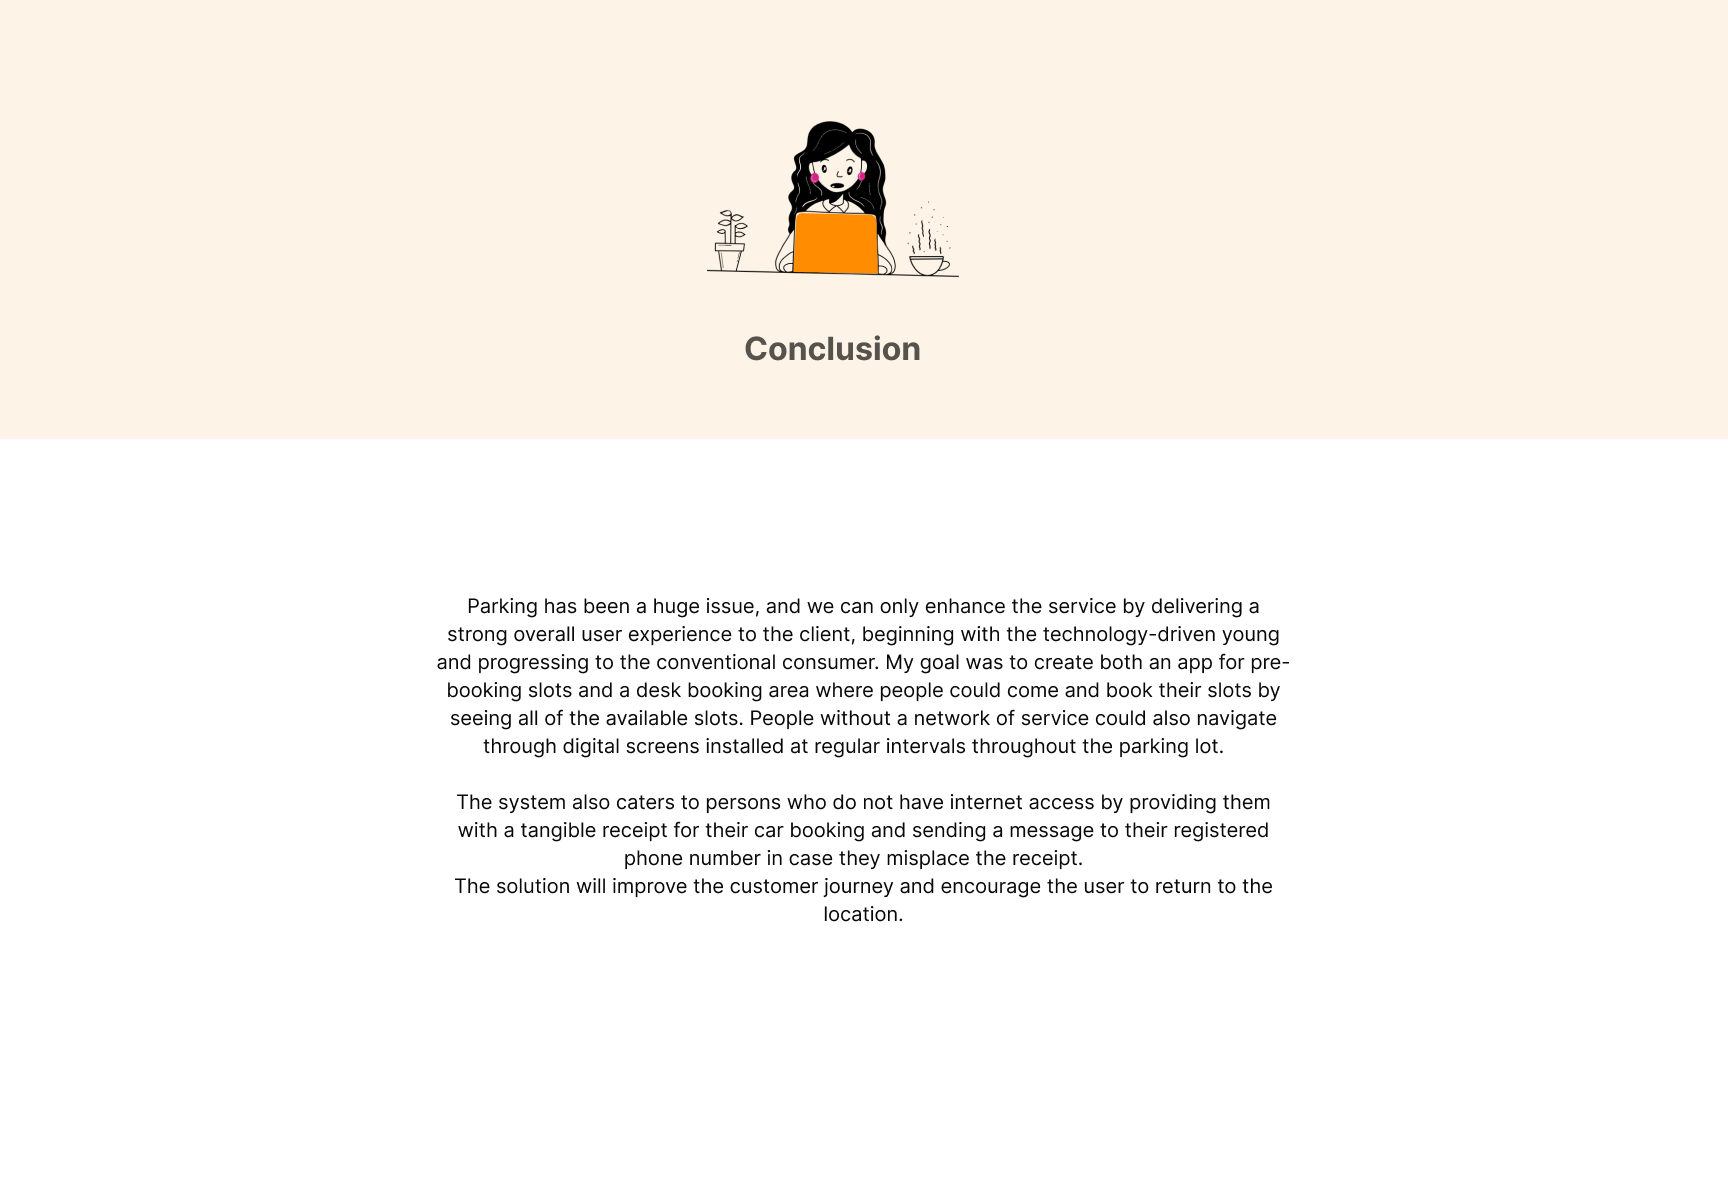 Conclusion
Parking has been a huge issue, and we can only enhance the service by delivering a
strong overall user experience to the client, beginning with the technology-driven young
and progressing to the conventional consumer. My goal was to create both an app for pre-
booking slots and a desk booking area where people could come and book their slots by
seeing all of the available slots. People without a network of service could also navigate
through digital screens installed at regular intervals throughout the parking lot.
The system also caters to persons who do not have internet access by providing them
with a tangible receipt for their car booking and sending a message to their registered
phone number in case they misplace the receipt.
The solution will improve the customer journey and encourage the user to return to the
location.